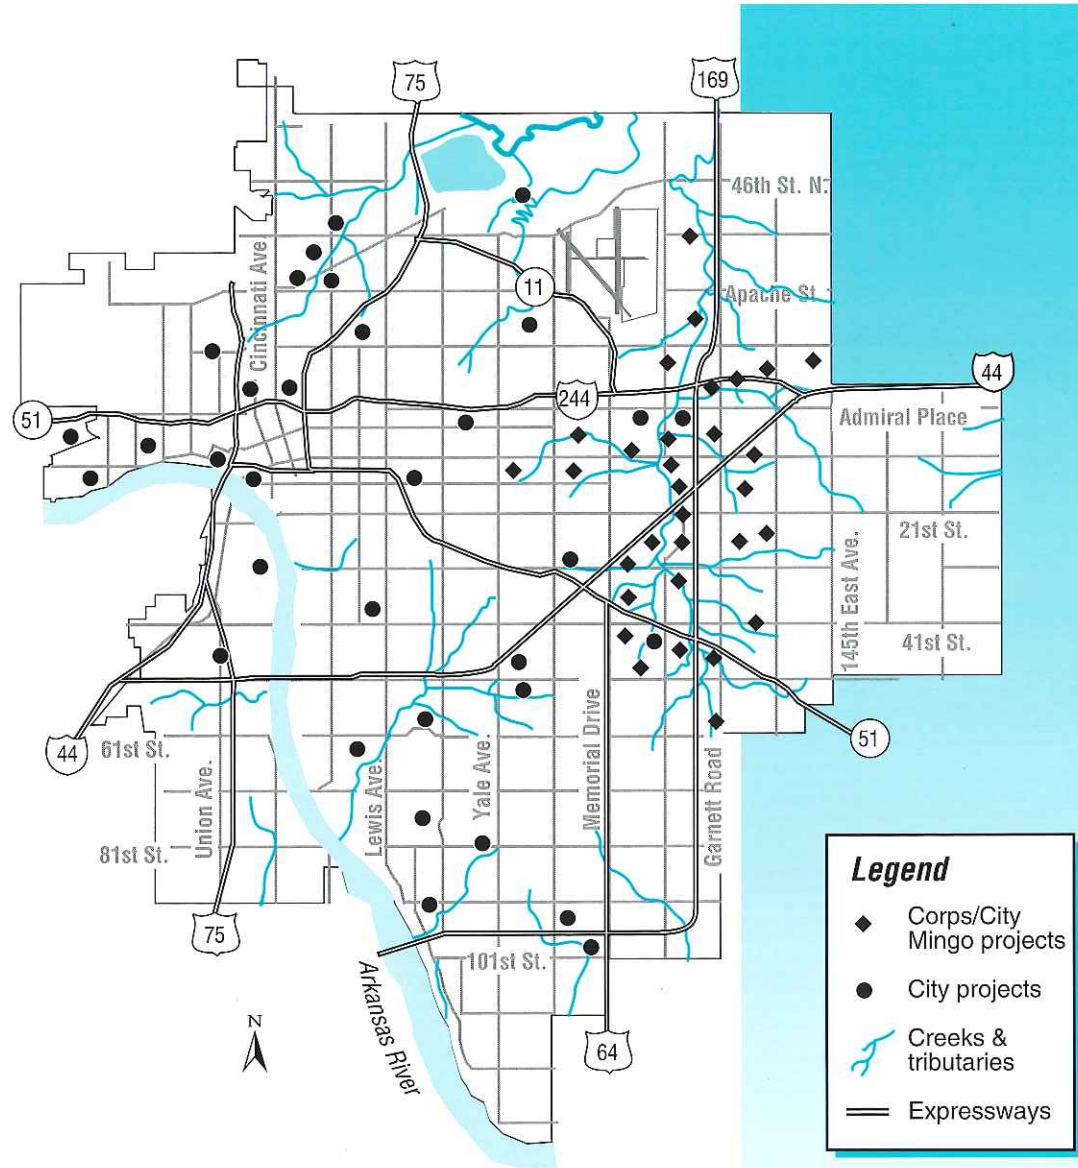 75
169
46th St. N.
Cincinnati Ave
11
Apache St.
44
244
51
Admiral Place
21st St.
145th East Ave.
41st St.
44
61st St.
51
Union Ave.
Lewis Ave.
Yale Ave.
Memorial Drive
Garnett Road
81st St.
75
101st St.
Arkansas River
N
64
Legend
Corps/City
Mingo projects
City projects
Creeks &
tributaries
Expressways